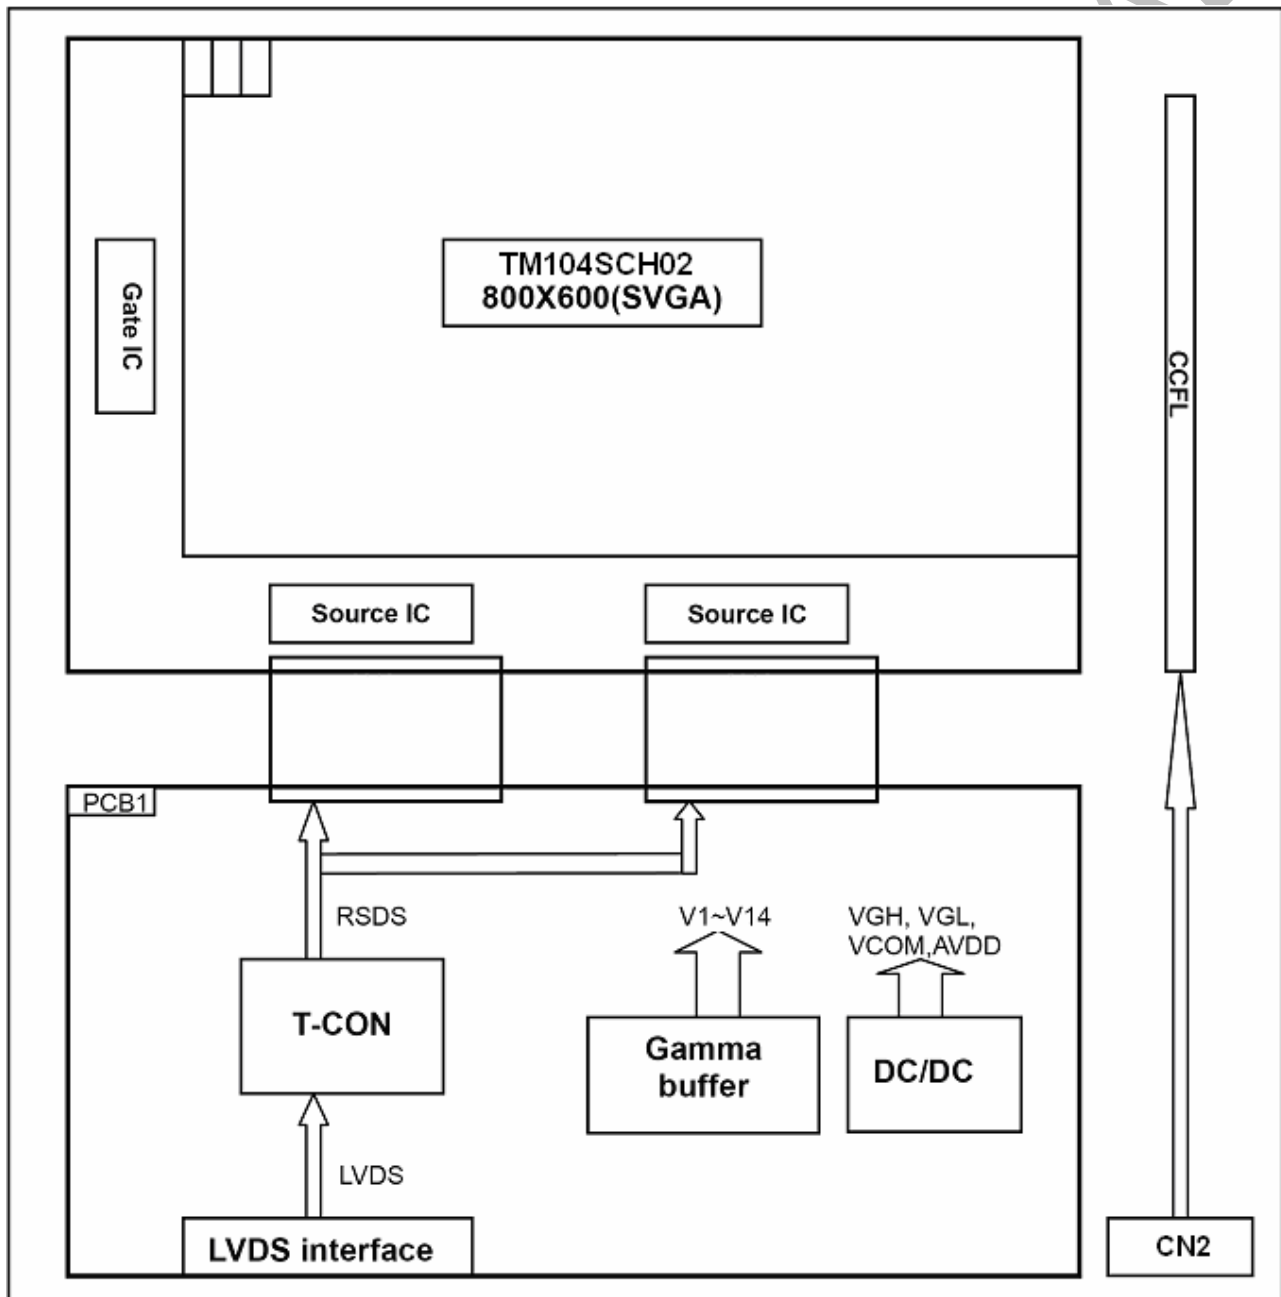 TM104SCH02
800X600(SVGA)
Gate IC
CCFL
Source IC
Source IC
PCB1
RSDS
V1~V14
VGH, VGL,
VCOM,AVDD
T-CON
Gamma
buffer
DC/DC
LVDS
LVDS interface
CN2